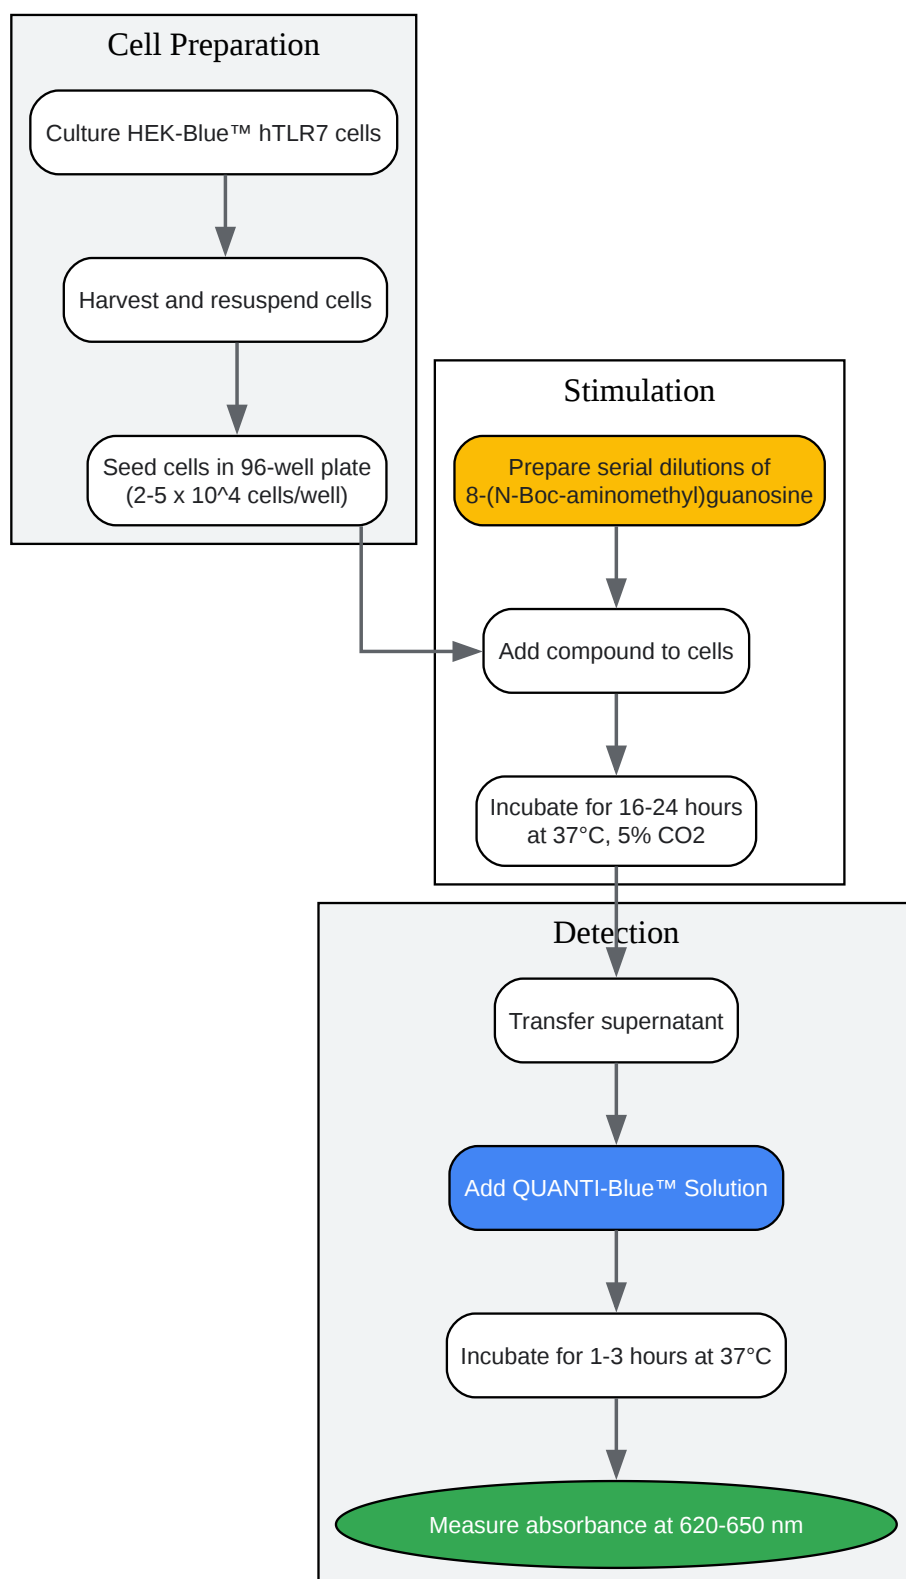 Cell Preparation
Culture HEK-Blue™ hTLR7 cells
Harvest and resuspend cells
Seed cells in 96-well plate
(2-5 x 10^4 cells/well)
Stimulation
Prepare serial dilutions of
8-(N-Boc-aminomethyl)guanosine
Add compound to cells
Incubate for 16-24 hours
at 37°C, 5% CO2
Detection
Transfer supernatant
Add QUANTI-Blue™ Solution
Incubate for 1-3 hours at 37°C
Measure absorbance at 620-650 nm